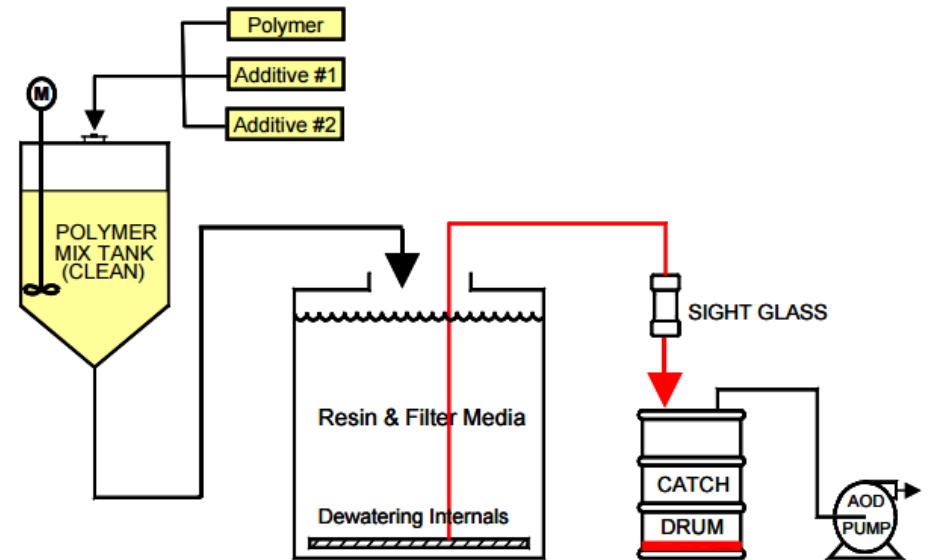 Polymer
Additive #1
Additive #2
M
POLYMER
MIX TANK
(CLEAN)
SIGHT GLASS
Resin & Filter Media
Dewatering Internals
CATCH
DRUM
AOD
PUMP